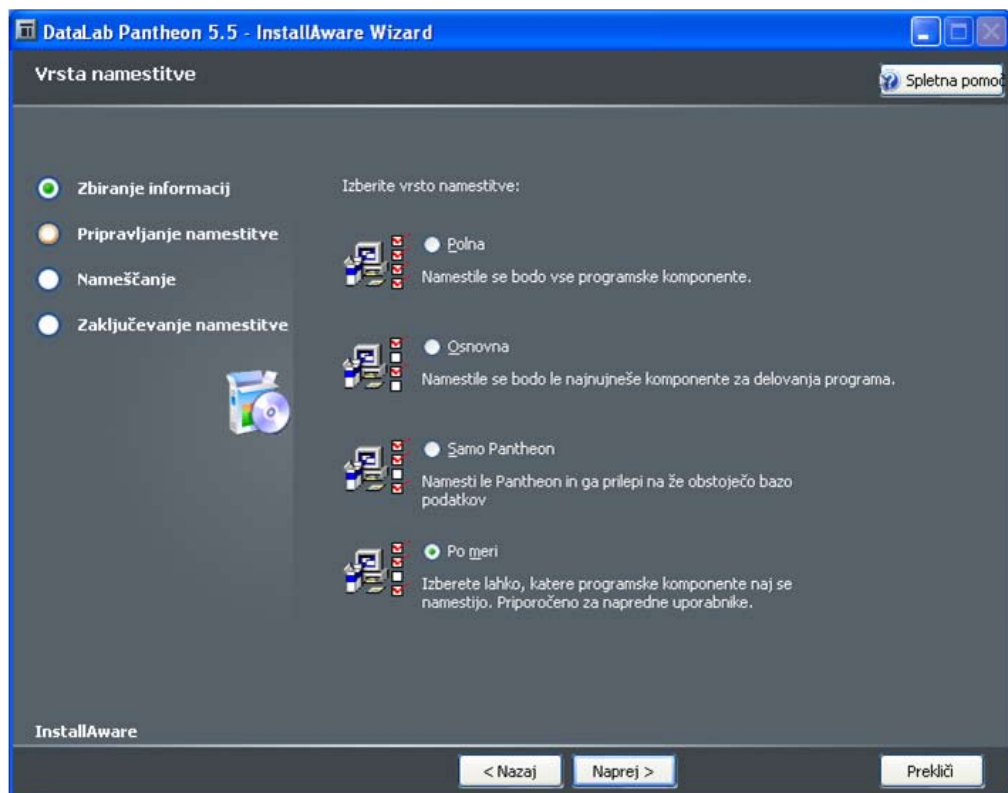 DataLab Pantheon 5.5 - InstallAware Wizard
Vrsta namestitve
Spletna pomoč
Zbiranje informacij
Pripravljanje namestitve
Nameščanje
Zaključevanje namestitve
Izberite vrsto namestitve:
Polna
Namestile se bodo vse programske komponente.
Osnovna
Namestile se bodo le najnujneše komponente za delovanja programa.
Samo Pantheon
Namesti le Pantheon in ga prilepi na že obstoječo bazo
podatkov
Po meri
Izberete lahko, katere programske komponente naj se
namestijo. Priporočeno za napredne uporabnike.
InstallAware
< Nazaj
Naprej >
Prekliči